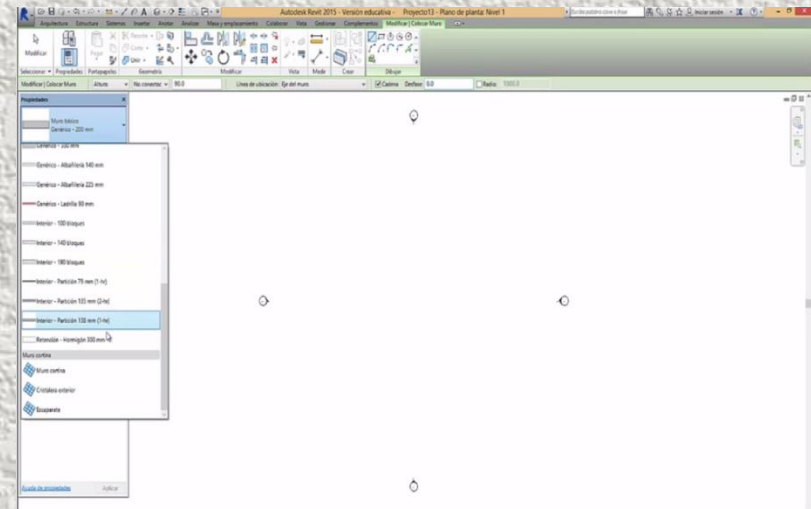 Autodesk Revit 2015 - Versión educativa - Proyecto13 - Plano de planta: Nivel 1
Arquitectura Estructura Sistemas Insertar Anotar Analizar Masa y emplazamiento Colaborar Vista Gestionar Complementos Modificar | Colocar Muro
Modificar
Seleccionar Propiedades Portapapeles Geometría Modificar Vista Medir Crear Dibujar
Modificar | Colocar Muro Altura No conectar Línea de ubicación: Eje del muro Cadena Desfase: 0.0 Radio: 1000.0
Propiedades
Muro básico
Genérico - 200 mm
Genérico - Albañilería 140 mm
Genérico - Albañilería 225 mm
Genérico - Ladrillo 90 mm
Interior - 100 bloques
Interior - 140 bloques
Interior - 190 bloques
Interior - Partición 79 mm (1-hr)
Interior - Partición 135 mm (2-hr)
Interior - Partición 138 mm (1-hr)
Retención - Hormigón 300 mm
Muro cortina
Muro cortina
Cristalera exterior
Escaparate
Ayuda de propiedades Aplicar